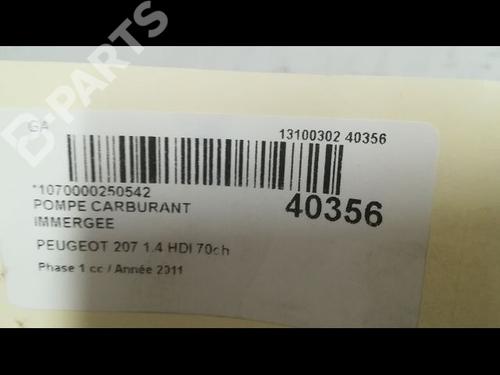 B-PARTS
GA
13100302 40356
*1070000250542
POMPE CARBURANT
IMMERGEE
40356
PEUGEOT 207 1.4 HDI 70ch
Phase 1 cc / Année 2011